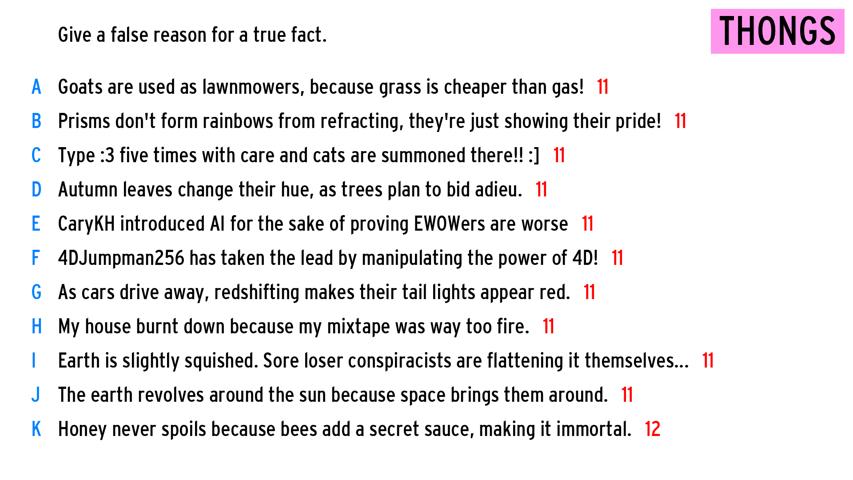 Give a false reason for a true fact.
THONGS
A Goats are used as lawnmowers, because grass is cheaper than gas! 11
B Prisms don't form rainbows from refracting, they're just showing their pride! 11
C Type :3 five times with care and cats are summoned there!! :] 11
D Autumn leaves change their hue, as trees plan to bid adieu. 11
E CaryKH introduced AI for the sake of proving EWOWers are worse 11
F 4DJumpman256 has taken the lead by manipulating the power of 4D! 11
G As cars drive away, redshifting makes their tail lights appear red. 11
H My house burnt down because my mixtape was way too fire. 11
I Earth is slightly squished. Sore loser conspiracists are flattening it themselves... 11
J The earth revolves around the sun because space brings them around. 11
K Honey never spoils because bees add a secret sauce, making it immortal. 12